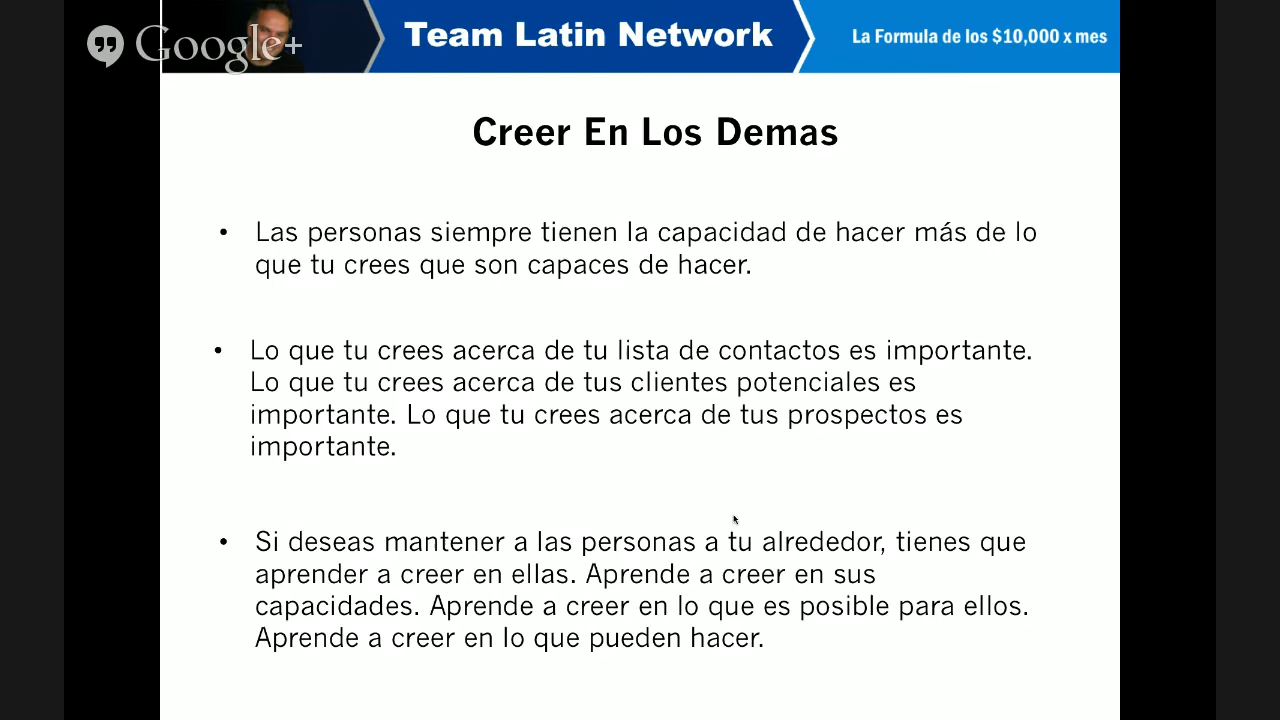 Google+
Team Latin Network
La Formula de los $10,000 x mes
Creer En Los Demas
• Las personas siempre tienen la capacidad de hacer más de lo
que tu crees que son capaces de hacer.
• Lo que tu crees acerca de tu lista de contactos es importante.
Lo que tu crees acerca de tus clientes potenciales es
importante. Lo que tu crees acerca de tus prospectos es
importante.
• Si deseas mantener a las personas a tu alrededor, tienes que
aprender a creer en ellas. Aprende a creer en sus
capacidades. Aprende a creer en lo que es posible para ellos.
Aprende a creer en lo que pueden hacer.